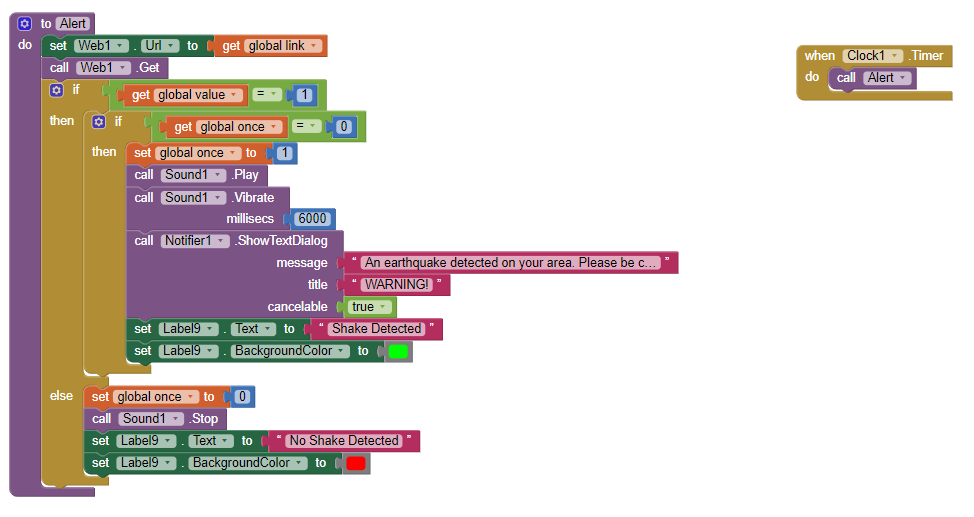 to Alert
do set Web1 . Url to get global link
when Clock1 .Timer
do call Alert
call Web1 .Get
if get global value = 1
then if get global once = 0
then set global once to 1
call Sound1 .Play
call Sound1 .Vibrate
millisecs 6000
call Notifier1 .ShowTextDialog
message “ An earthquake detected on your area. Please be c... ”
title “ WARNING! ”
cancelable true
set Label9 . Text to “ Shake Detected ”
set Label9 . BackgroundColor to
else set global once to 0
call Sound1 .Stop
set Label9 . Text to “ No Shake Detected ”
set Label9 . BackgroundColor to